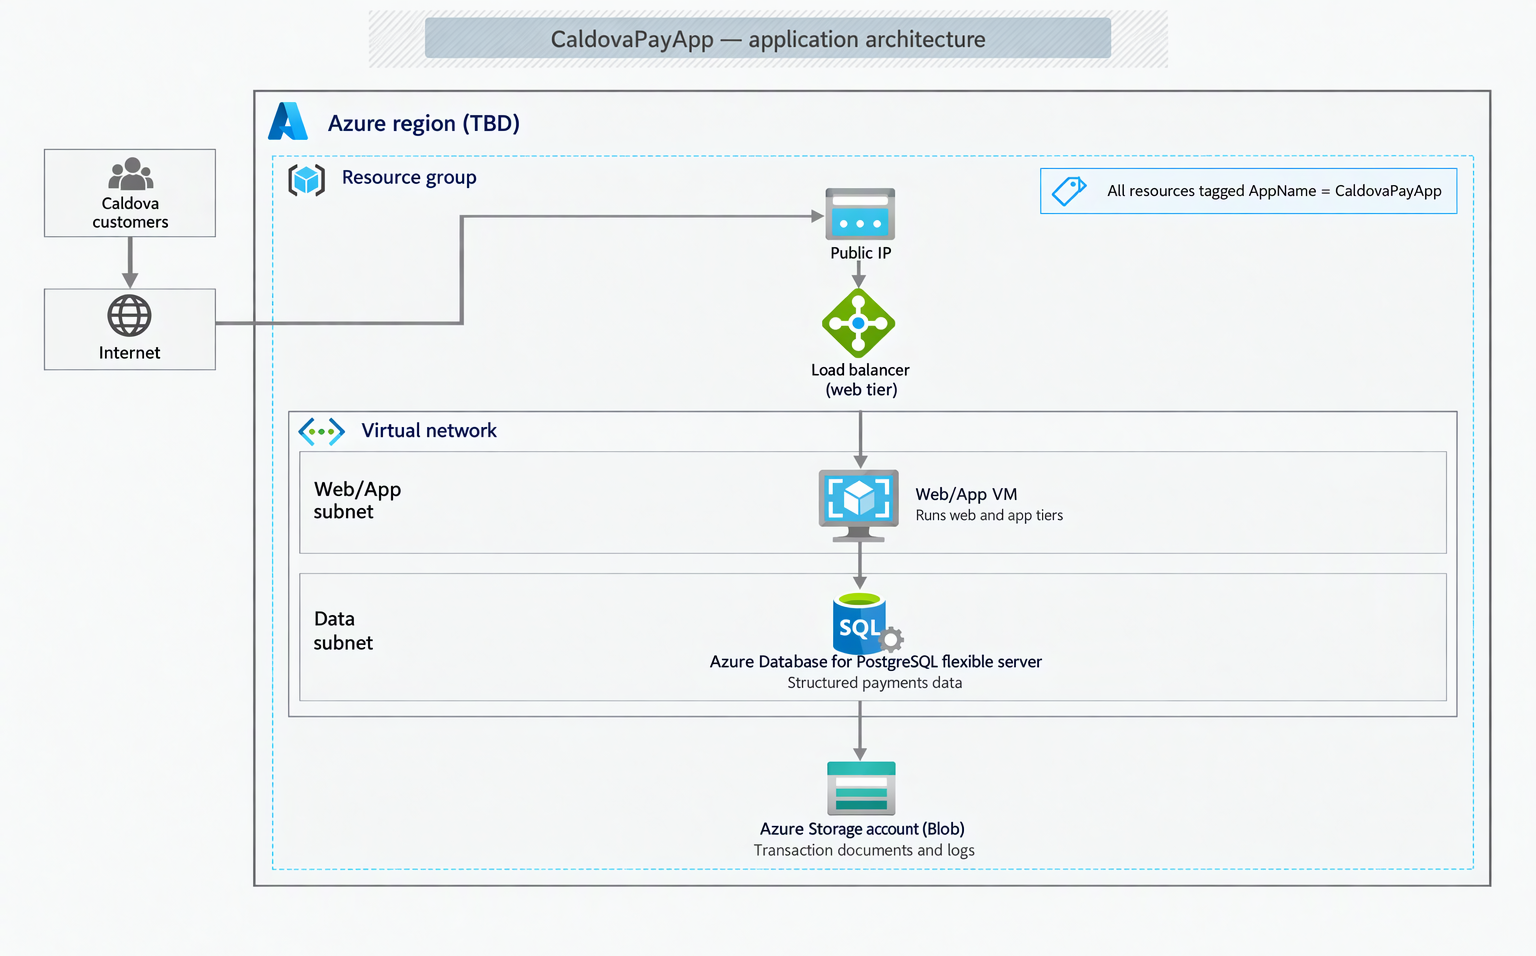 CaldovaPayApp — application architecture
Azure region (TBD)
Resource group
All resources tagged AppName = CaldovaPayApp
Caldova
customers
Internet
Public IP
Load balancer
(web tier)
Virtual network
Web/App
subnet
Web/App VM
Runs web and app tiers
Data
subnet
SQL
Azure Database for PostgreSQL flexible server
Structured payments data
Azure Storage account (Blob)
Transaction documents and logs